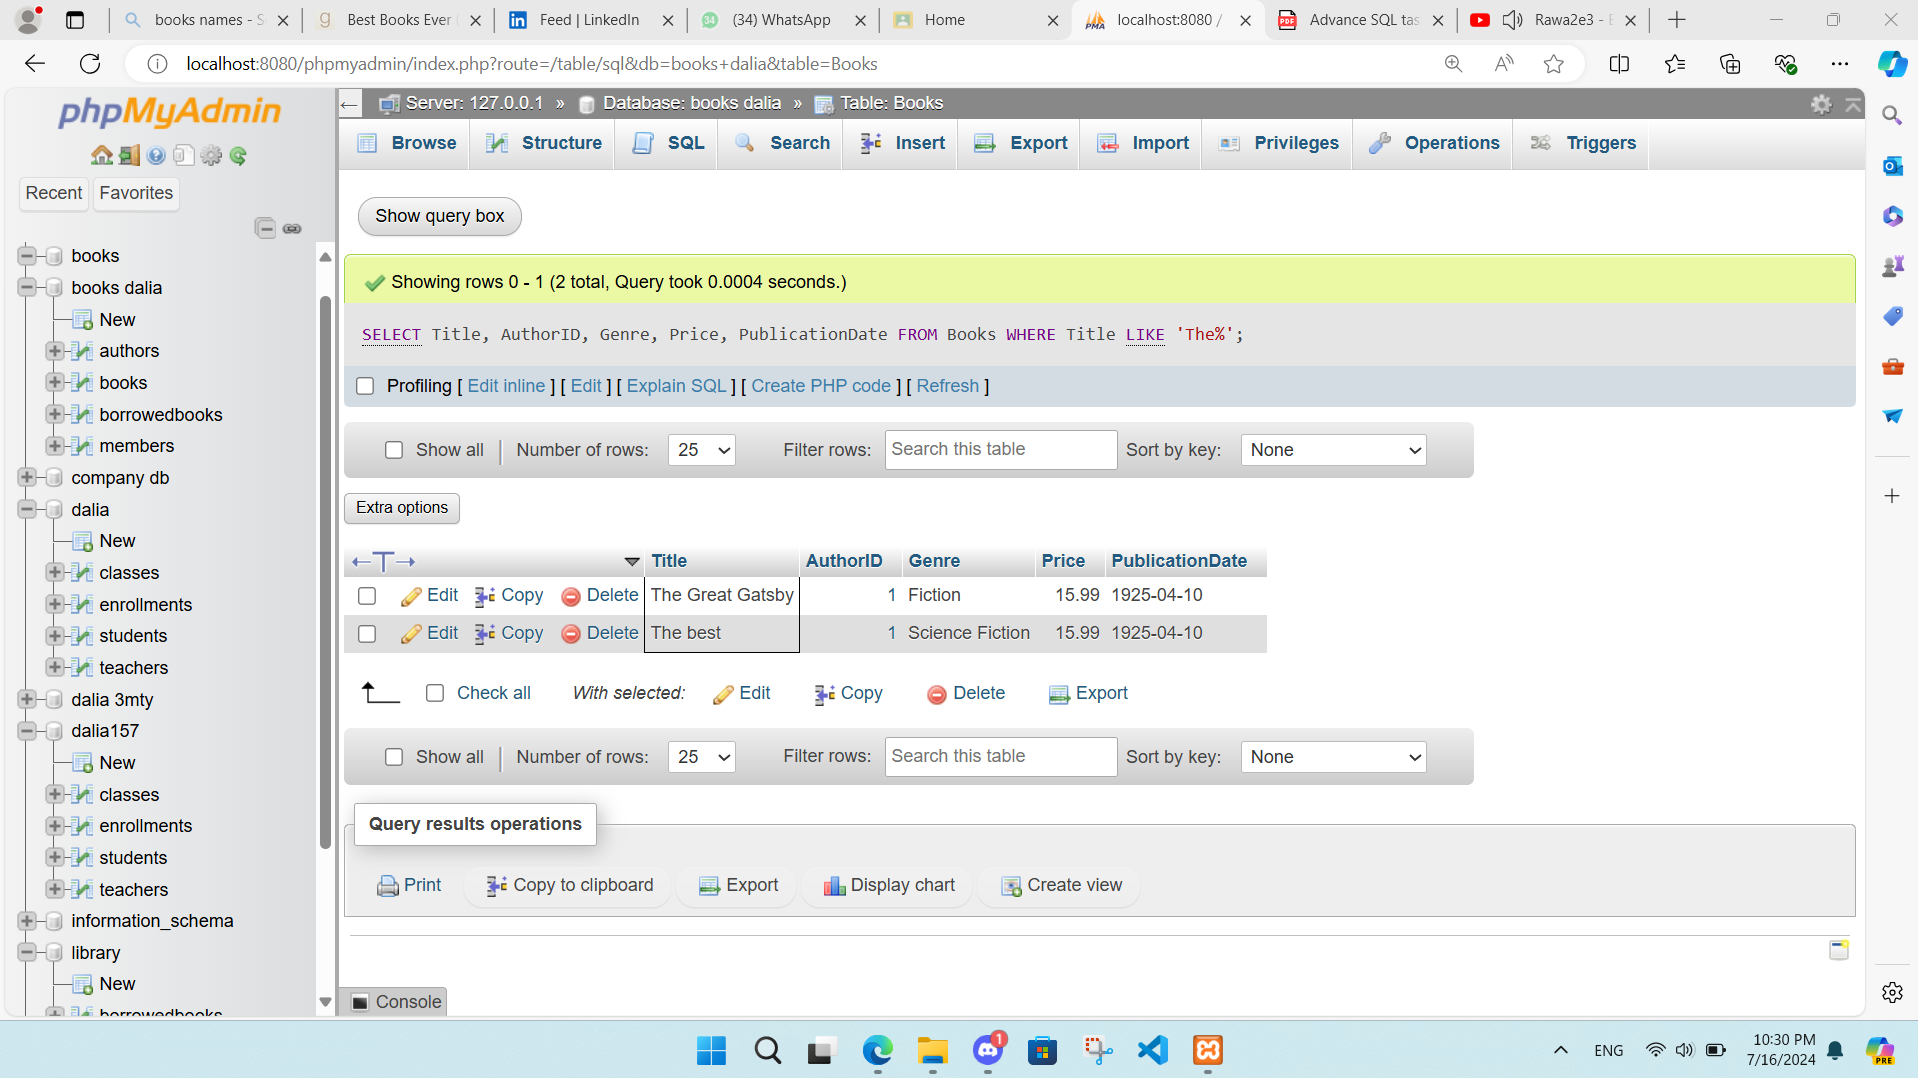 books names - S
Best Books Ever
Feed | LinkedIn
(34) WhatsApp
Home
localhost:8080 /
Advance SQL tas
Rawa2e3 -
localhost:8080/phpmyadmin/index.php?route=/table/sql&db=books+dalia&table=Books
phpMyAdmin
Recent
Favorites
books
books dalia
New
authors
books
borrowedbooks
members
company db
dalia
New
classes
enrollments
students
teachers
dalia 3mty
dalia157
New
classes
enrollments
students
teachers
information_schema
library
New
borrowedbooks
Server: 127.0.0.1 » Database: books dalia » Table: Books
Browse Structure SQL Search Insert Export Import Privileges Operations Triggers
Show query box
Showing rows 0 - 1 (2 total, Query took 0.0004 seconds.)
SELECT Title, AuthorID, Genre, Price, PublicationDate FROM Books WHERE Title LIKE 'The%';
Profiling [ Edit inline ] [ Edit ] [ Explain SQL ] [ Create PHP code ] [ Refresh ]
Show all Number of rows: 25 Filter rows: Search this table Sort by key: None
Extra options
Title AuthorID Genre Price PublicationDate
Edit Copy Delete The Great Gatsby 1 Fiction 15.99 1925-04-10
Edit Copy Delete The best 1 Science Fiction 15.99 1925-04-10
Check all With selected: Edit Copy Delete Export
Show all Number of rows: 25 Filter rows: Search this table Sort by key: None
Query results operations
Print Copy to clipboard Export Display chart Create view
Console
1
ENG
10:30 PM
7/16/2024
PRE